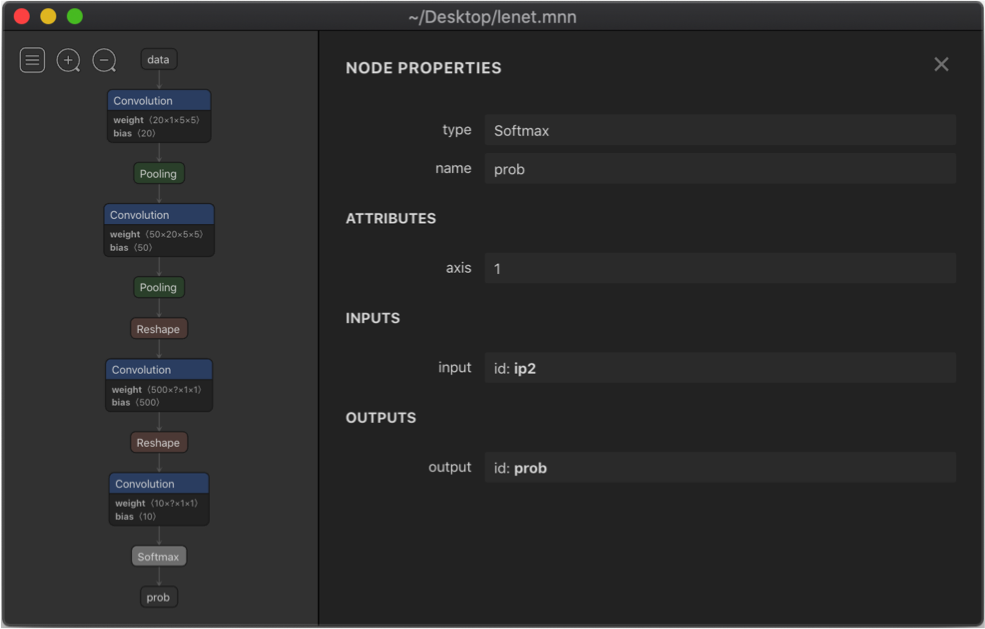 ~/Desktop/lenet.mnn
data
Convolution
weight ⟨20×1×5×5⟩
bias ⟨20⟩
Pooling
Convolution
weight ⟨50×20×5×5⟩
bias ⟨50⟩
Pooling
Reshape
Convolution
weight ⟨500×?×1×1⟩
bias ⟨500⟩
Reshape
Convolution
weight ⟨10×?×1×1⟩
bias ⟨10⟩
Softmax
prob
NODE PROPERTIES
type Softmax
name prob
ATTRIBUTES
axis 1
INPUTS
input id: ip2
OUTPUTS
output id: prob